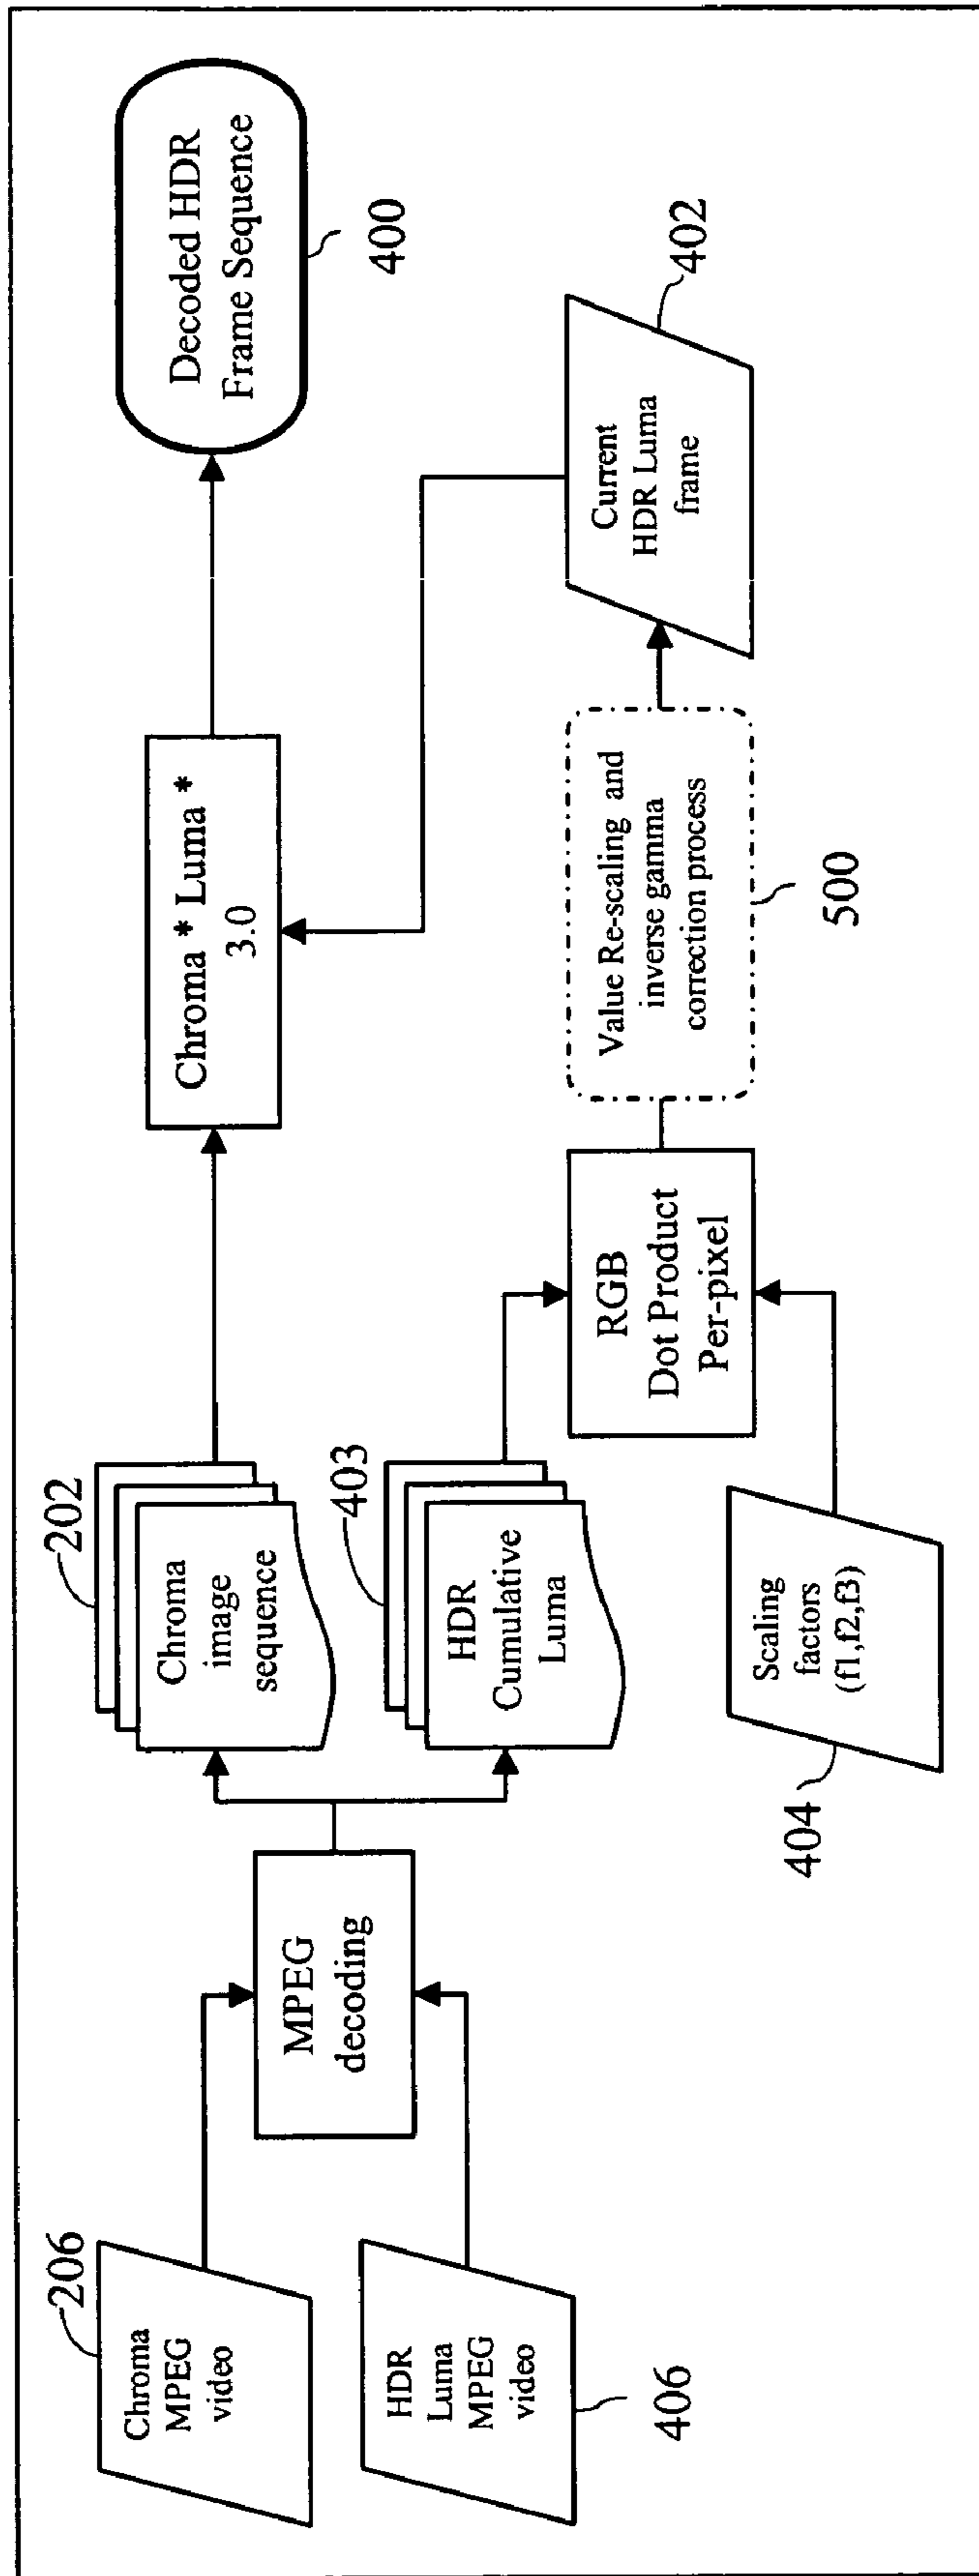 206
Chroma
MPEG
video
HDR
Luma
MPEG
video
406
MPEG
decoding
202
Chroma
image
sequence
403
HDR
Cumulative
Luma
404
Scaling
factors
(f1,f2,f3)
RGB
Dot Product
Per-pixel
Chroma * Luma *
3.0
Value Re-scaling and
inverse gamma
correction process
500
Current
HDR Luma
frame
402
Decoded HDR
Frame Sequence
400